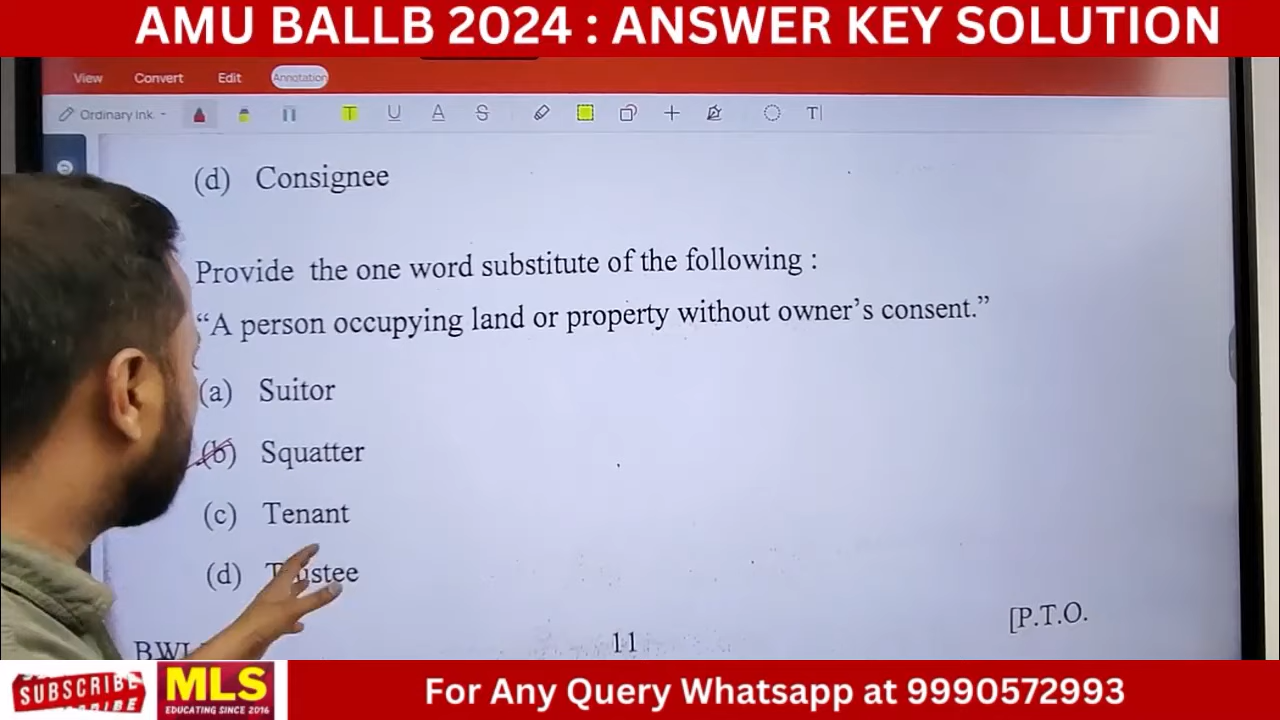 AMU BALLB 2024 : ANSWER KEY SOLUTION
View Convert Edit Annotation
Ordinary ink
(d) Consignee
Provide the one word substitute of the following :
“A person occupying land or property without owner’s consent.”
(a) Suitor
(b) Squatter
(c) Tenant
(d) Trustee
[P.T.O.
11
SUBSCRIBE
MLS
EDUCATING SINCE 2016
For Any Query Whatsapp at 9990572993